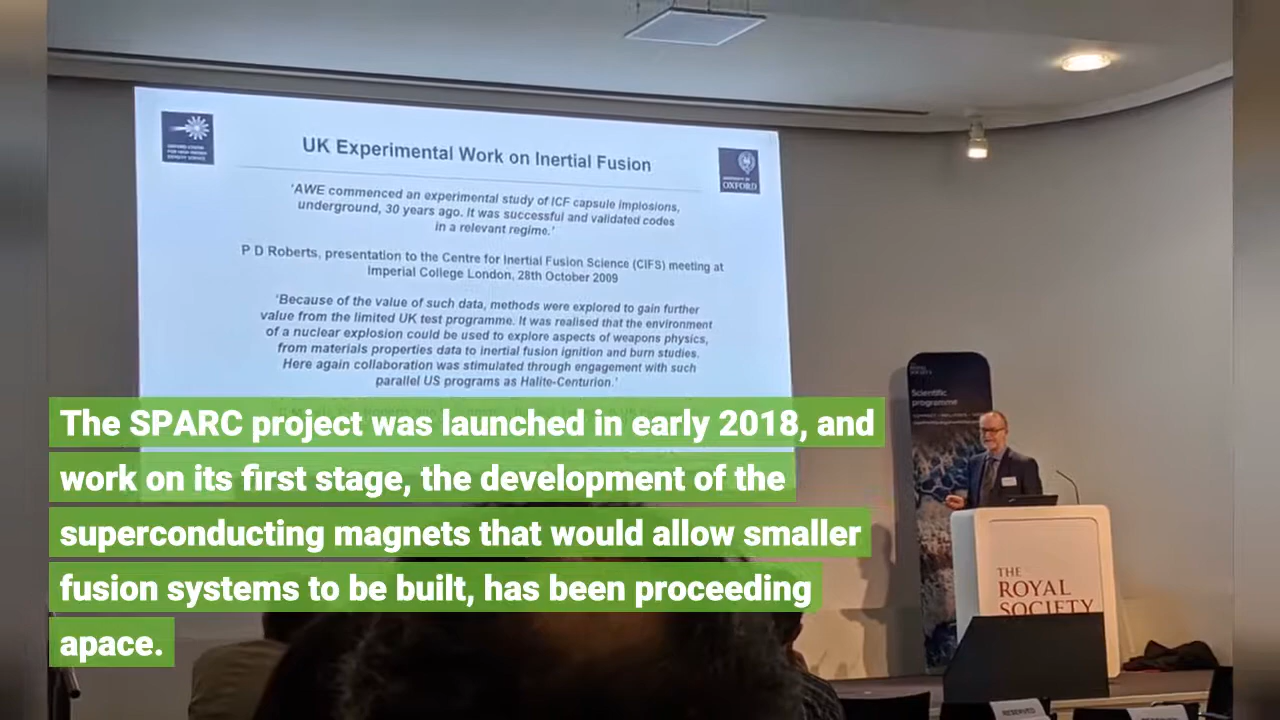 UK Experimental Work on Inertial Fusion
UNIVERSITY OF
OXFORD
'AWE commenced an experimental study of ICF capsule implosions,
underground, 30 years ago. It was successful and validated codes
in a relevant regime.'
P D Roberts, presentation to the Centre for Inertial Fusion Science (CIFS) meeting at
Imperial College London, 28th October 2009
'Because of the value of such data, methods were explored to gain further
value from the limited UK test programme. It was realised that the environment
of a nuclear explosion could be used to explore aspects of weapons physics,
from materials properties data to inertial fusion ignition and burn studies.
Here again collaboration was stimulated through engagement with such
parallel US programs as Halite-Centurion.'
The SPARC project was launched in early 2018, and
work on its first stage, the development of the
superconducting magnets that would allow smaller
fusion systems to be built, has been proceeding
apace.
Scientific
programme
THE
ROYAL
SOCIETY
RESERVED